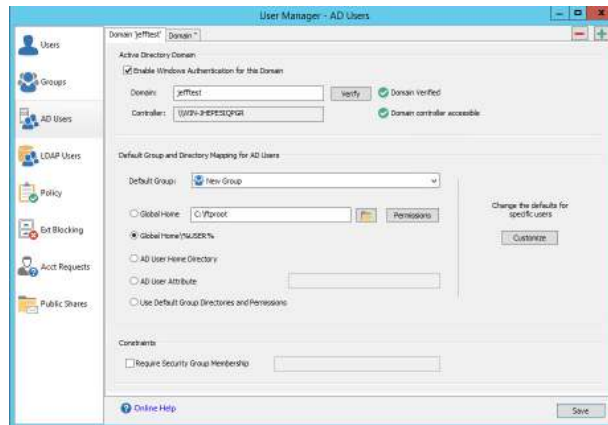 User Manager - AD Users
Users
Groups
AD Users
LDAP Users
Policy
Ext Blocking
Acct Requests
Public Shares
Domain 'jefftest' Domain ''
Active Directory Domain
Enable Windows Authentication for this Domain
Domain: jefftest Verify Domain Verified
Controller: Domain controller accessible
Default Group and Directory Mapping for AD Users
Default Group: New Group
Global Home C:\ftproot Permissions
Global Home\%USER%
AD User Home Directory
AD User Attribute
Use Default Group Directories and Permissions
Change the defaults for
specific users
Customize
Constraints
Require Security Group Membership
Online Help
Save